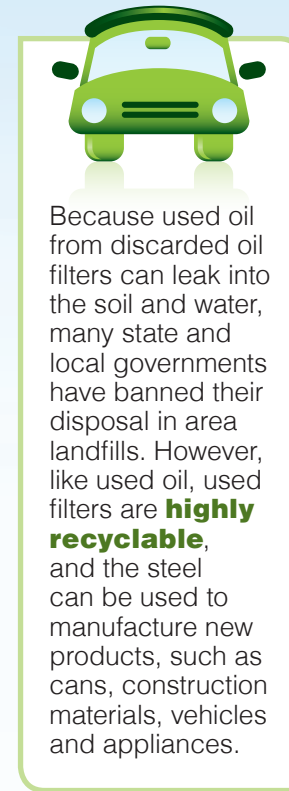 Because used oil
from discarded oil
filters can leak into
the soil and water,
many state and
local governments
have banned their
disposal in area
landfills. However,
like used oil, used
filters are highly
recyclable,
and the steel
can be used to
manufacture new
products, such as
cans, construction
materials, vehicles
and appliances.